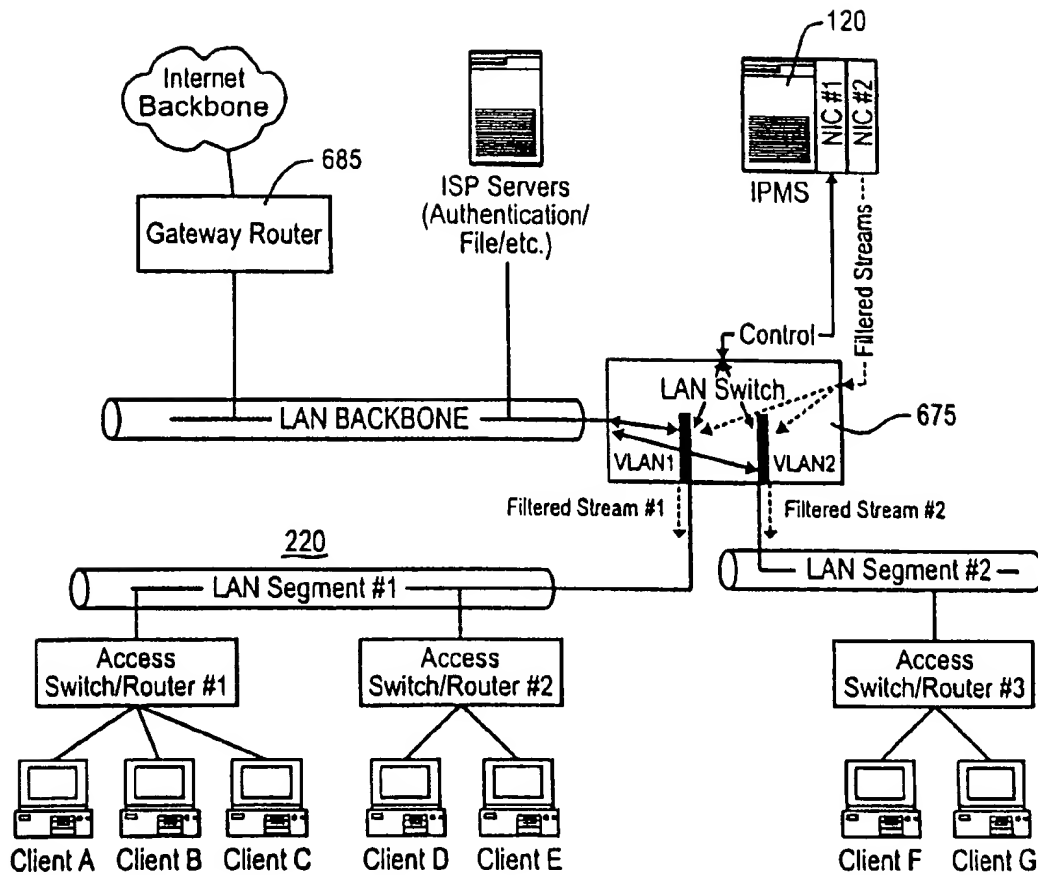 120
Internet
Backbone
685
NIC #1
NIC #2
ISP Servers
(Authentication/
File/etc.)
IPMS
Gateway Router
Filtered Streams
Control
LAN Switch
LAN BACKBONE
675
VLAN1
VLAN2
Filtered Stream #1
Filtered Stream #2
220
LAN Segment #1
LAN Segment #2
Access
Switch/Router #1
Access
Switch/Router #2
Access
Switch/Router #3
Client A
Client B
Client C
Client D
Client E
Client F
Client G